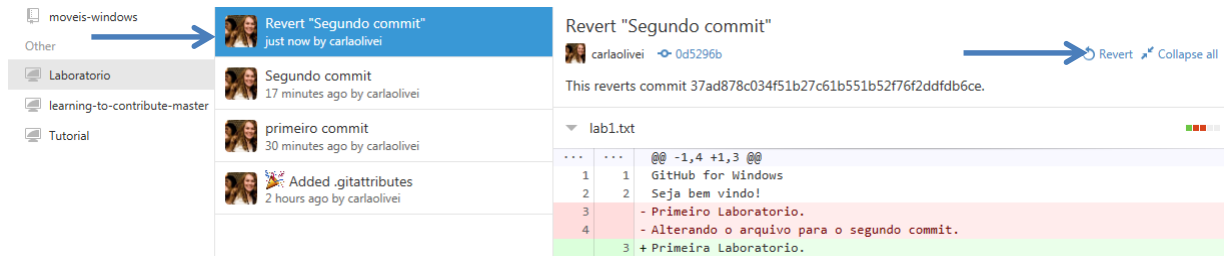 moveis-windows
Other
Laboratorio
learning-to-contribute-master
Tutorial
Revert "Segundo commit"
just now by carlaolivei
Segundo commit
17 minutes ago by carlaolivei
primeiro commit
30 minutes ago by carlaolivei
Added .gitattributes
2 hours ago by carlaolivei
Revert "Segundo commit"
carlaolivei 0d5296b Revert Collapse all
This reverts commit 37ad878c034f51b27c61b551b52f76f2ddfdb6ce.
lab1.txt
... ... @@ -1,4 +1,3 @@
1 1 GitHub for Windows
2 2 Seja bem vindo!
3 - Primeiro Laboratorio.
4 - Alterando o arquivo para o segundo commit.
3 + Primeira Laboratorio.